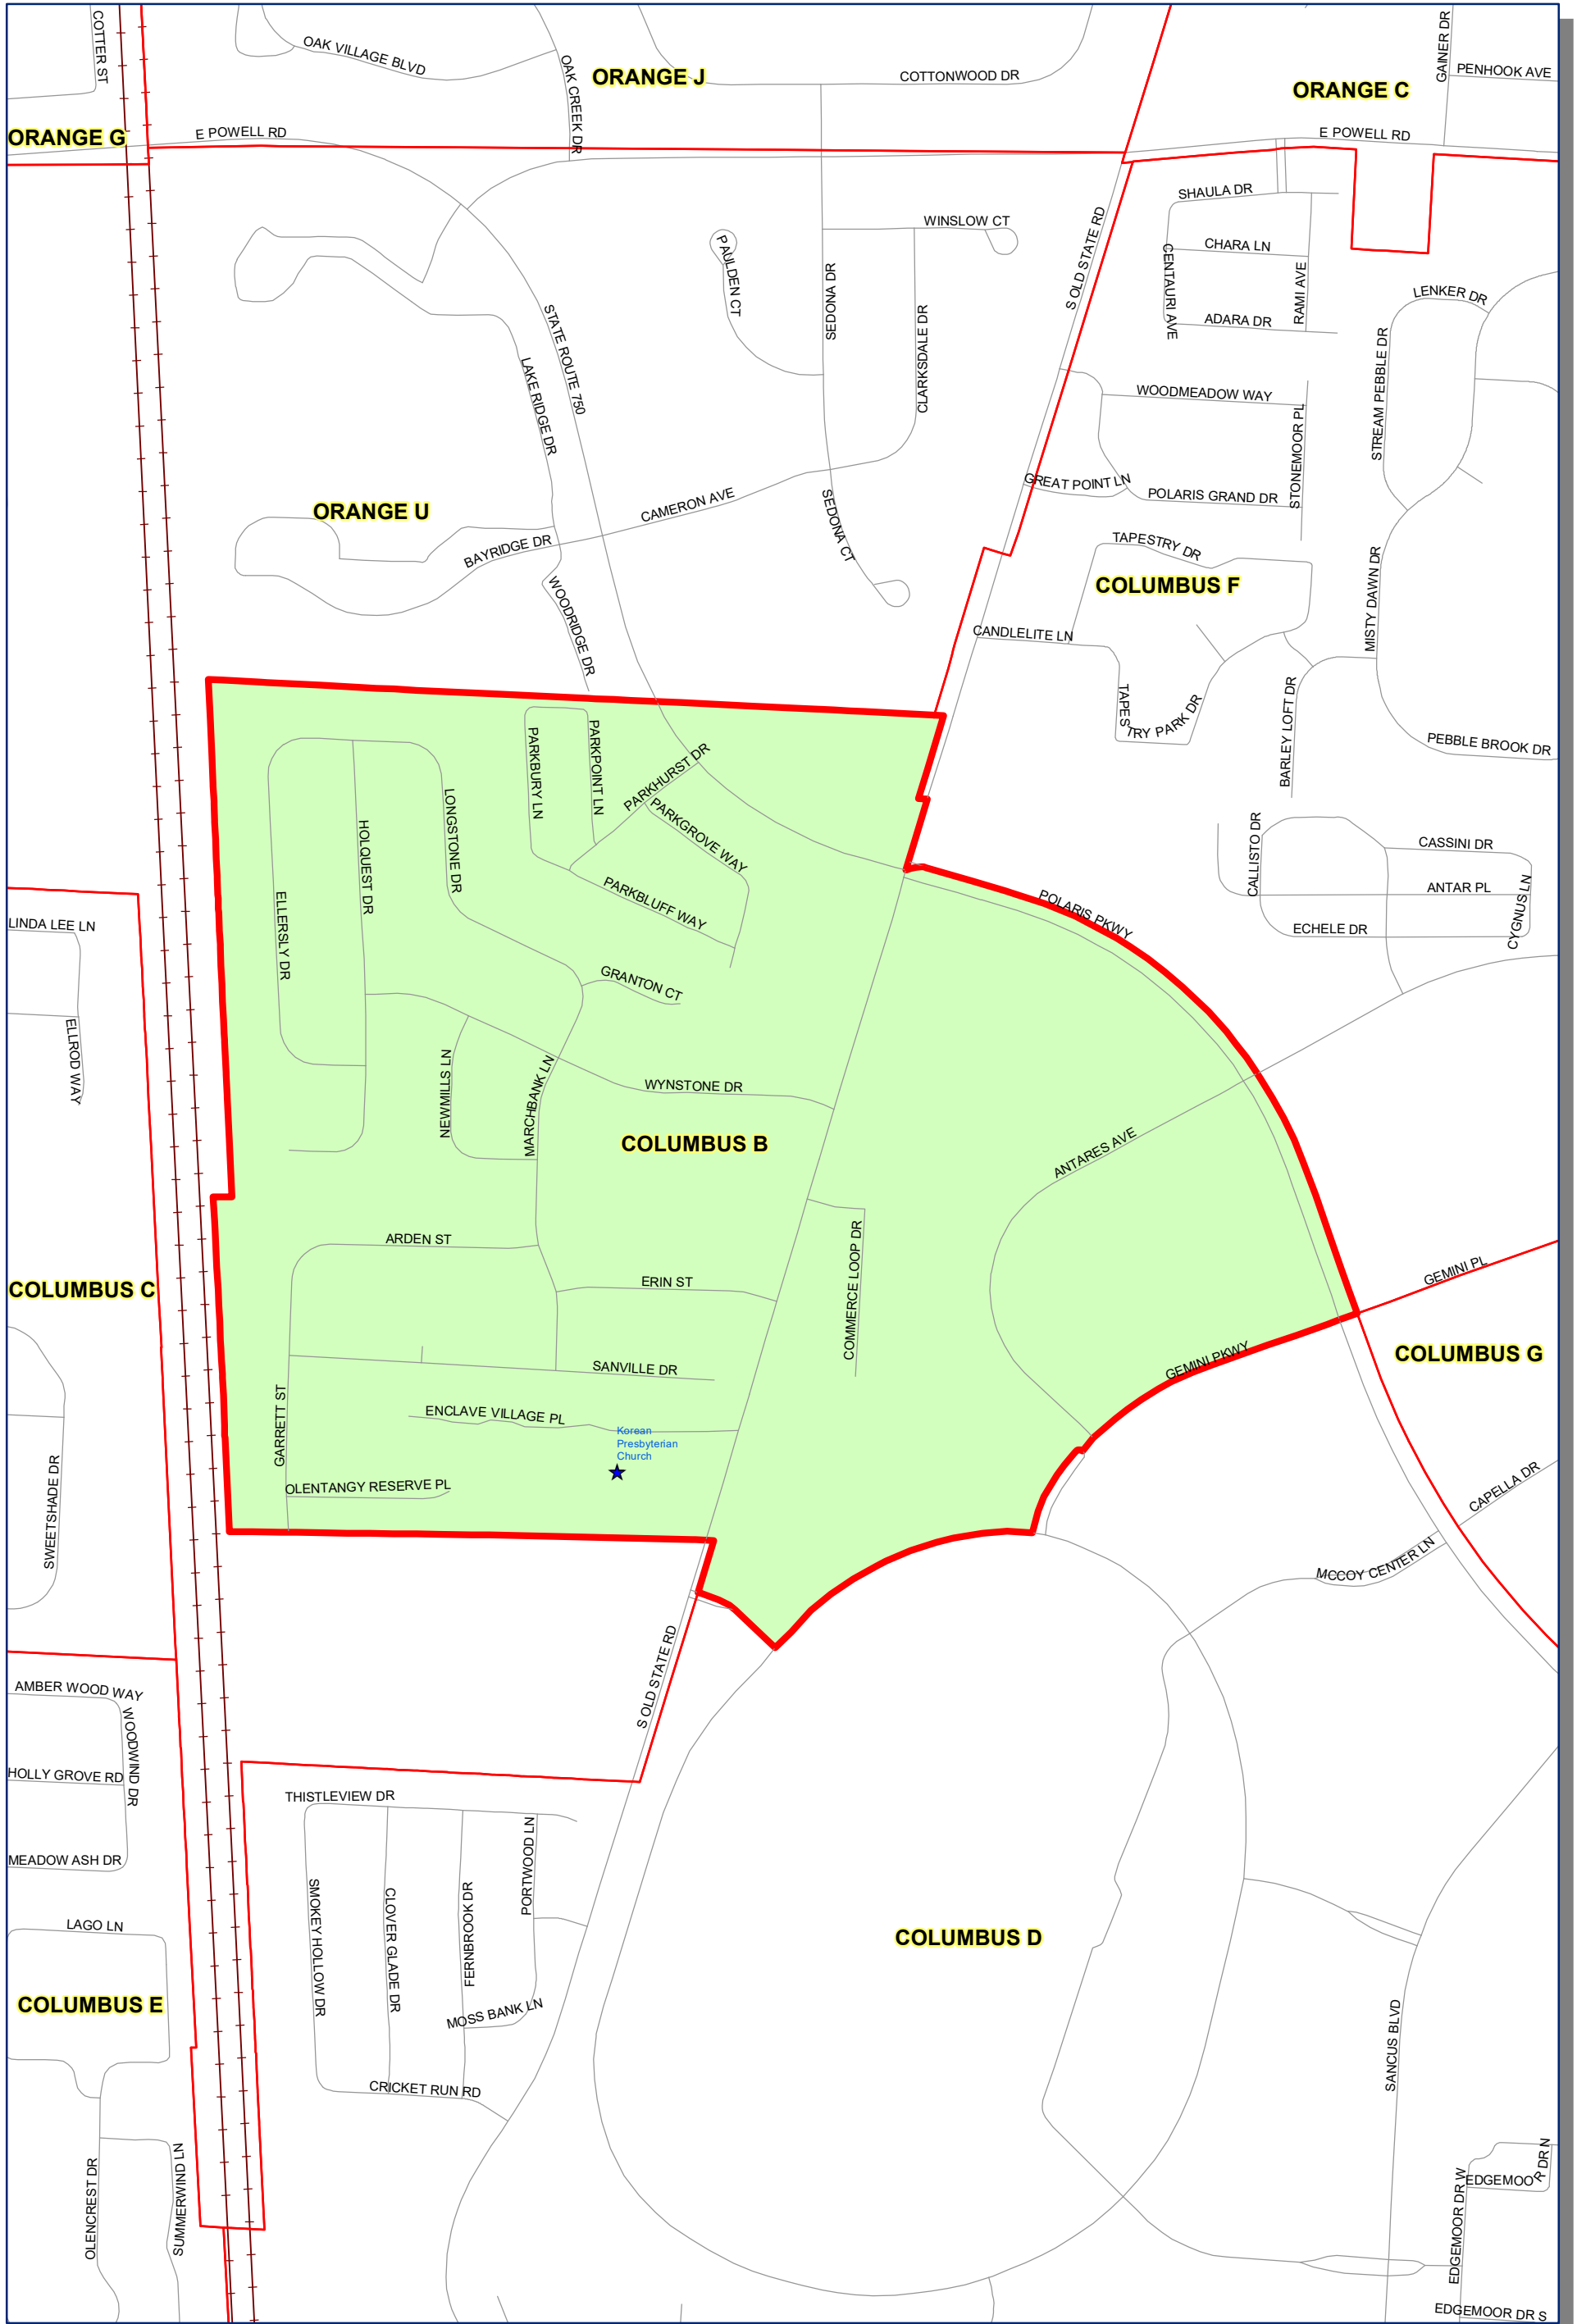 COTTER ST
OAK VILLAGE BLVD
OAK CREEK DR
ORANGE J
COTTONWOOD DR
ORANGE C
GAINER DR
PENHOOK AVE
ORANGE G
E POWELL RD
E POWELL RD
SHAULA DR
WINSLOW CT
PAULDEN CT
SEDONA DR
S OLD STATE RD
CENTAURI AVE
CHARA LN
RAMI AVE
ADARA DR
LENKER DR
STATE ROUTE 750
LAKE RIDGE DR
CLARKSDALE DR
STREAM PEBBLE DR
WOODMEADOW WAY
STONEMOOR PL
GREAT POINT LN
POLARIS GRAND DR
ORANGE U
CAMERON AVE
SEDONA CT
BAYRIDGE DR
TAPESTRY DR
COLUMBUS F
MISTY DAWN DR
WOODRIDGE DR
CANDLELITE LN
TAPES
TRY PARK DR
BARLEY LOFT DR
PEBBLE BROOK DR
PARKBURY LN
PARKPOINT LN
PARKHURST DR
PARKGROVE WAY
LONGSTONE DR
HOLQUEST DR
PARKBLUFF WAY
ELLERSLY DR
POLARIS PKWY
CALLISTO DR
CASSINI DR
ANTAR PL
CYGNUS LN
ECHELE DR
LINDA LEE LN
GRANTON CT
ELLROD WAY
NEWMILLS LN
MARCHBANK LN
WYNSTONE DR
COLUMBUS B
ANTARES AVE
ARDEN ST
COMMERCE LOOP DR
COLUMBUS C
ERIN ST
GEMINI PL
COLUMBUS G
GEMINI PKWY
SANVILLE DR
GARRETT ST
ENCLAVE VILLAGE PL
Korean
Presbyterian
Church
OLENTANGY RESERVE PL
SWEETSHADE DR
CAPELLA DR
MCCOY CENTER LN
S OLD STATE RD
AMBER WOOD WAY
WOODWIND DR
HOLLY GROVE RD
THISTLEVIEW DR
MEADOW ASH DR
SMOKEY HOLLOW DR
CLOVER GLADE DR
FERNBROOK DR
PORTWOOD LN
LAGO LN
COLUMBUS D
COLUMBUS E
MOSS BANK LN
CRICKET RUN RD
SANCUS BLVD
OLENCREST DR
SUMMERWIND LN
EDGEMOOR DR W
EDGEMOO
R DR N
EDGEMOOR DR S